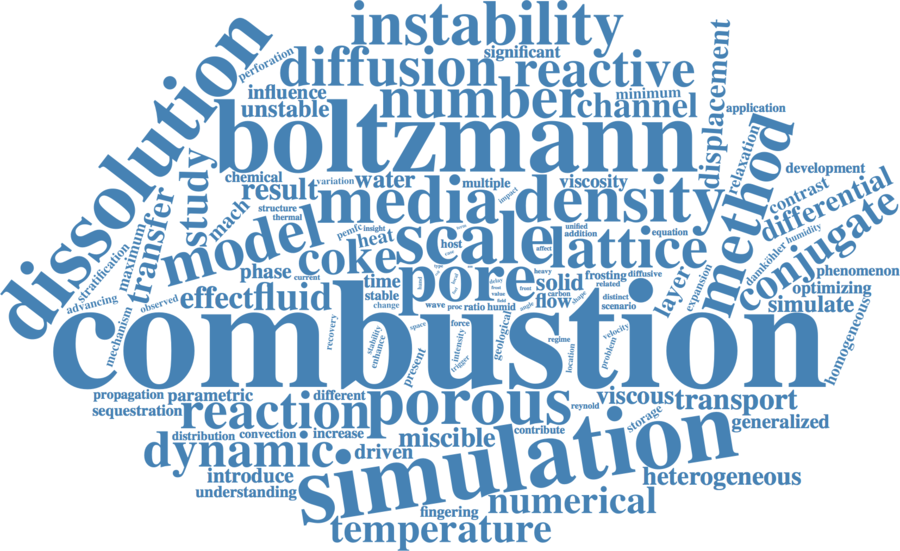 instability
significant
perforation
diffusion
reactive
displacement
influence
minimum
unstable
number
channel
application
dissolution
boltzmann
relaxation
method
study
chemical
variation
water
multiple
viscosity
development
result
impact
contrast
structure
media
density
differential
mach
thermal
transfer
model
pemfc
insight
heat
scale
host
unified
addition
equation
lattice
affect
damköhler
humidity
conjugate
stratification
maximum
coke
phase
current
pore
heavy
solid
frosting
diffusive
related
layer
expansion
phenomenon
optimizing
advancing
observed
effect
fluid
time
stable
change
carbon
flow
shape
distinct
scenario
simulate
wave
proc
ratio
humid
front
field
mechanism
combustion
homogeneous
recovery
stability
enhance
space
force
intensity
trigger
geological
present
regime
location
velocity
problem
propagation
parametric
different
sequestration
reaction
porous
reynold
viscous
transport
storage
generalized
distribution
convection
increase
miscible
contribute
dynamic
driven
simulation
introduce
understanding
heterogeneous
numerical
fingering
temperature